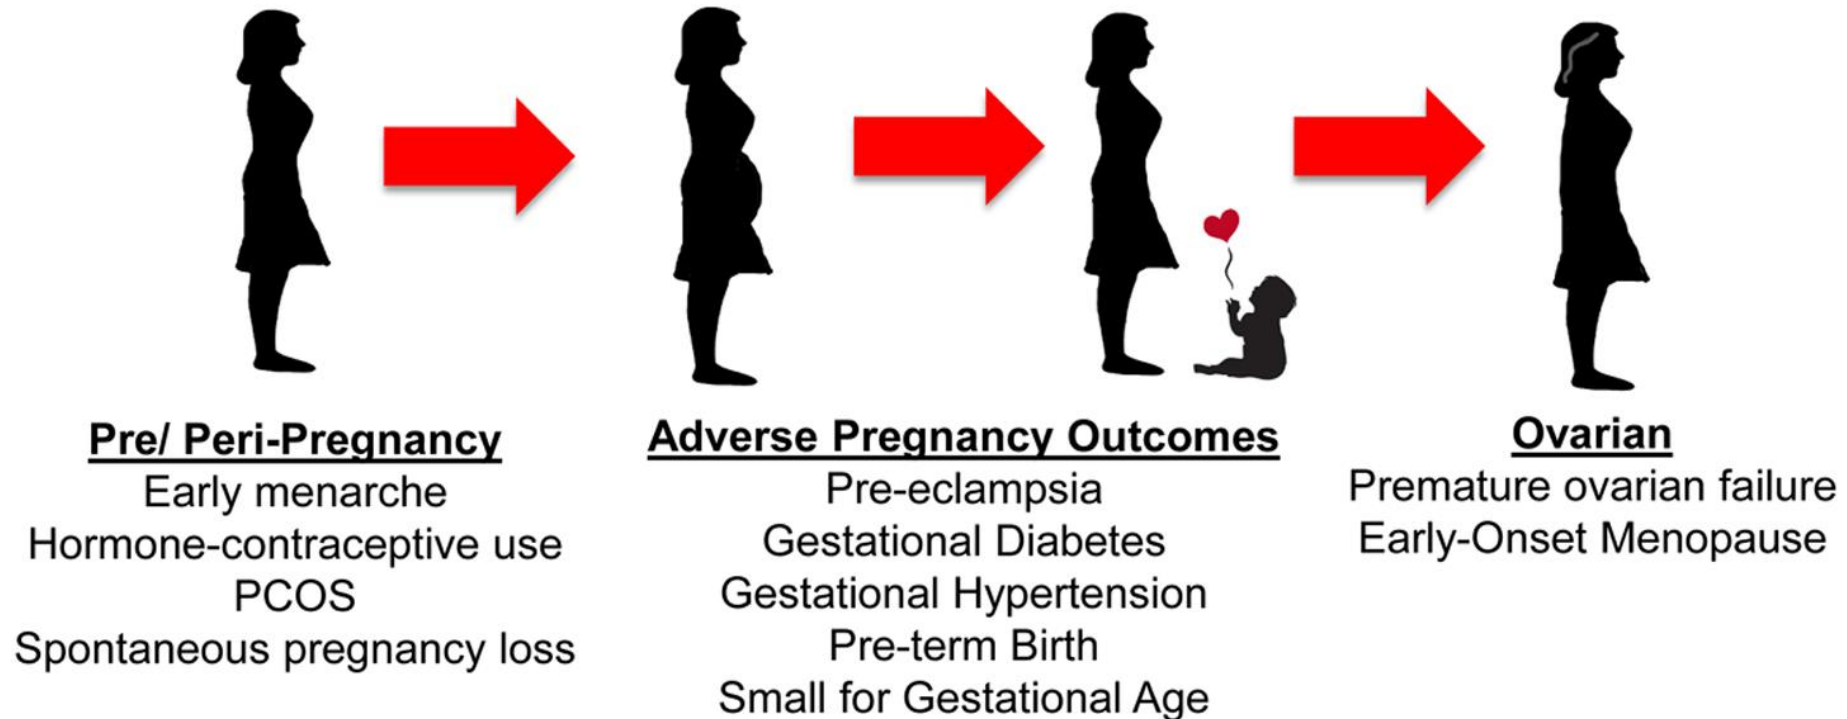 Pre/ Peri-Pregnancy
Early menarche
Hormone-contraceptive use
PCOS
Spontaneous pregnancy loss
Adverse Pregnancy Outcomes
Pre-eclampsia
Gestational Diabetes
Gestational Hypertension
Pre-term Birth
Small for Gestational Age
Ovarian
Premature ovarian failure
Early-Onset Menopause